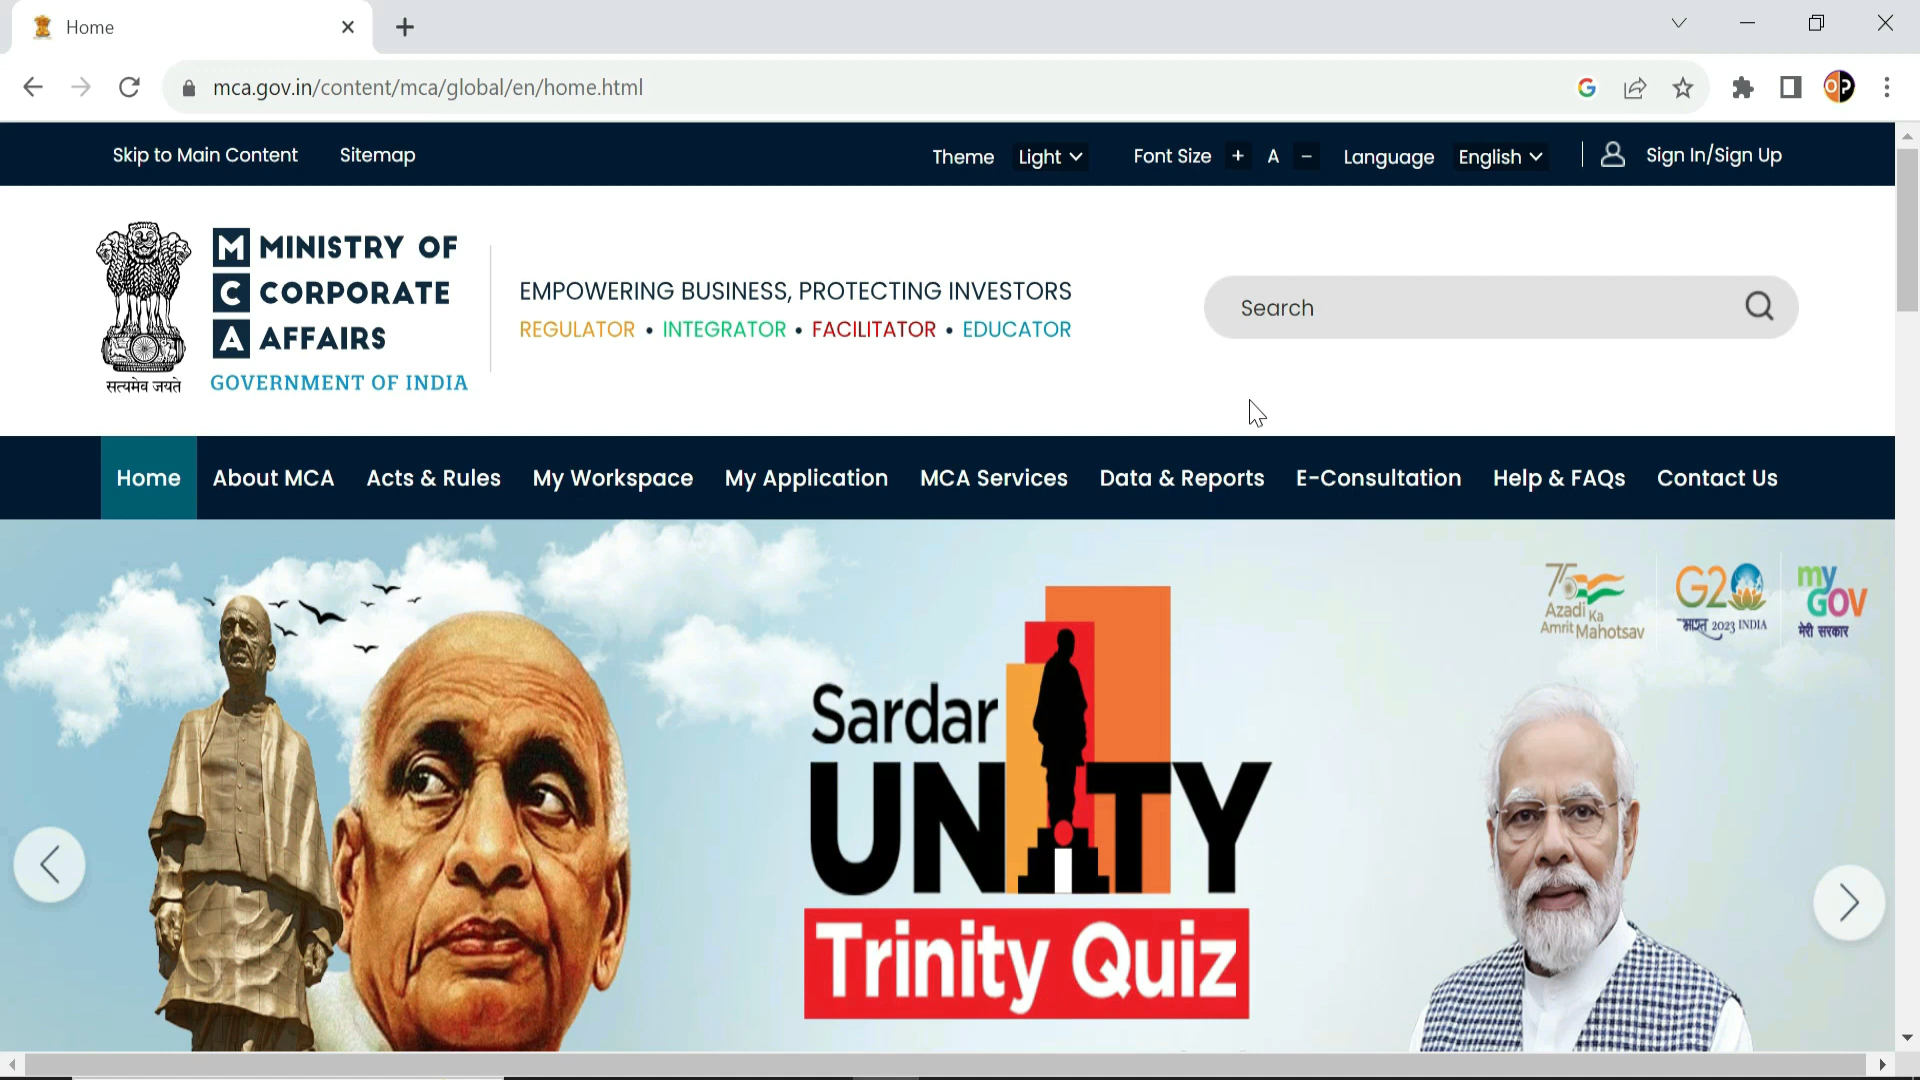 Home
mca.gov.in/content/mca/global/en/home.html
Skip to Main Content Sitemap Theme Light Font Size + A - Language English Sign In/Sign Up
M MINISTRY OF
C CORPORATE
A AFFAIRS
GOVERNMENT OF INDIA
सत्यमेव जयते
EMPOWERING BUSINESS, PROTECTING INVESTORS
REGULATOR • INTEGRATOR • FACILITATOR • EDUCATOR
Search
Home About MCA Acts & Rules My Workspace My Application MCA Services Data & Reports E-Consultation Help & FAQs Contact Us
75
Azadi Ka
Amrit Mahotsav
G20
भारत 2023 INDIA
my
GOV
मेरी सरकार
Sardar
UNITY
Trinity Quiz